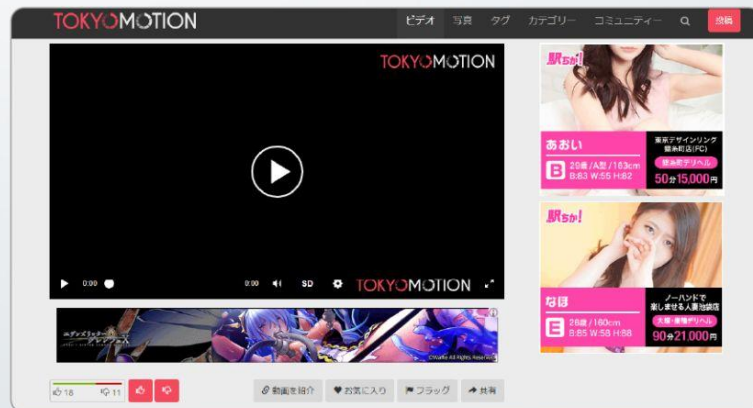 TOKYOMOTION
ビデオ 写真 タグ カテゴリー コミュニティー 投稿
TOKYOMOTION
0:00
0:00
SD
TOKYOMOTION
©WaRe All Rights Reserved
18
11
動画を紹介
お気に入り
フラッグ
共有
駅ちか!
あおい
B
20歳/A型/163cm
B:83 W:55 H:82
東京デザインリング
錦糸町店(FC)
錦糸町デリヘル
50分15,000円
駅ちか!
なほ
E
28歳/160cm
B:85 W:58 H:88
ノーハンドで
楽しませる人妻池袋店
大塚・巣鴨デリヘル
90分21,000円